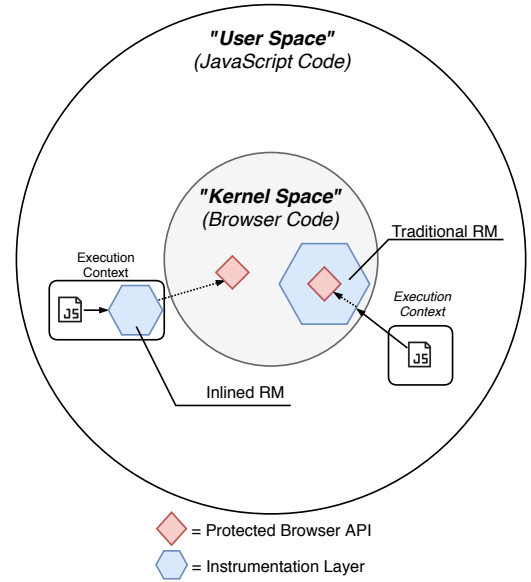 "User Space"
(JavaScript Code)
"Kernel Space"
(Browser Code)
Traditional RM
Execution
Context
JS
Execution
Context
JS
Inlined RM
= Protected Browser API
= Instrumentation Layer